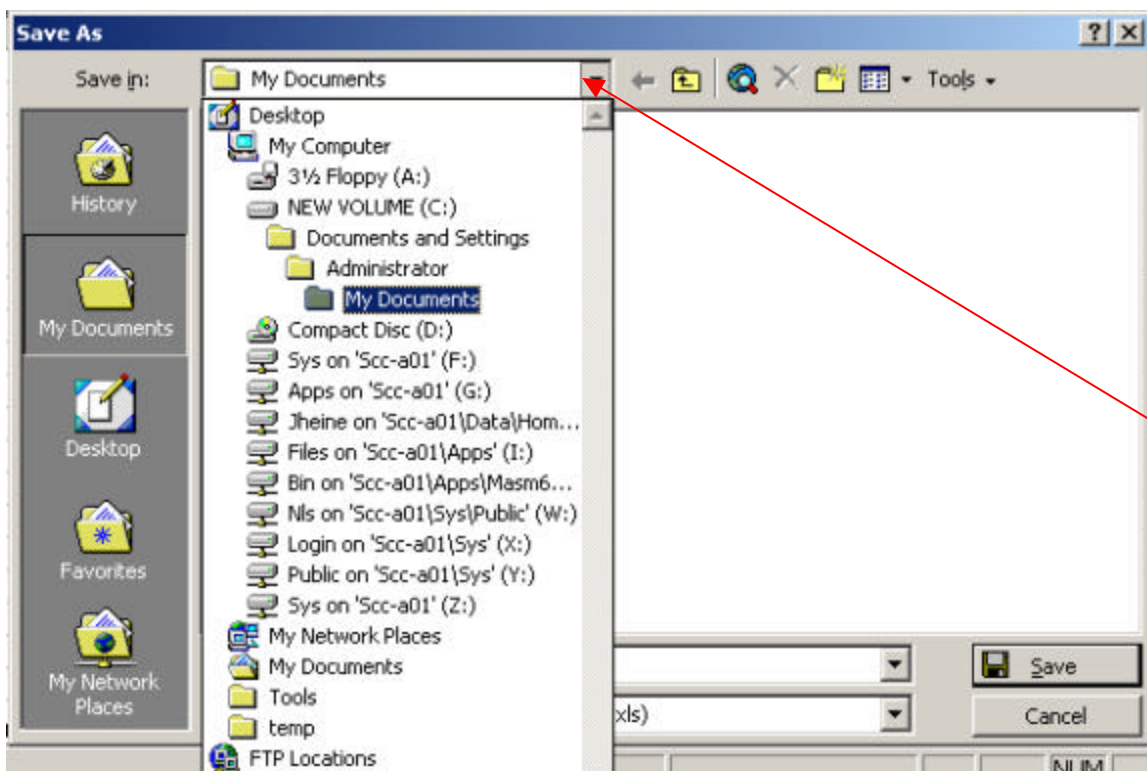 Save As
Save in:
My Documents
Tools
History
My Documents
Desktop
Favorites
My Network
Places
Desktop
My Computer
3½ Floppy (A:)
NEW VOLUME (C:)
Documents and Settings
Administrator
My Documents
Compact Disc (D:)
Sys on 'Scc-a01' (F:)
Apps on 'Scc-a01' (G:)
Jheine on 'Scc-a01\Data\Hom...
Files on 'Scc-a01\Apps' (I:)
Bin on 'Scc-a01\Apps\Masm6...
Nls on 'Scc-a01\Sys\Public' (W:)
Login on 'Scc-a01\Sys' (X:)
Public on 'Scc-a01\Sys' (Y:)
Sys on 'Scc-a01' (Z:)
My Network Places
My Documents
Tools
temp
FTP Locations
xls)
Save
Cancel
NUM